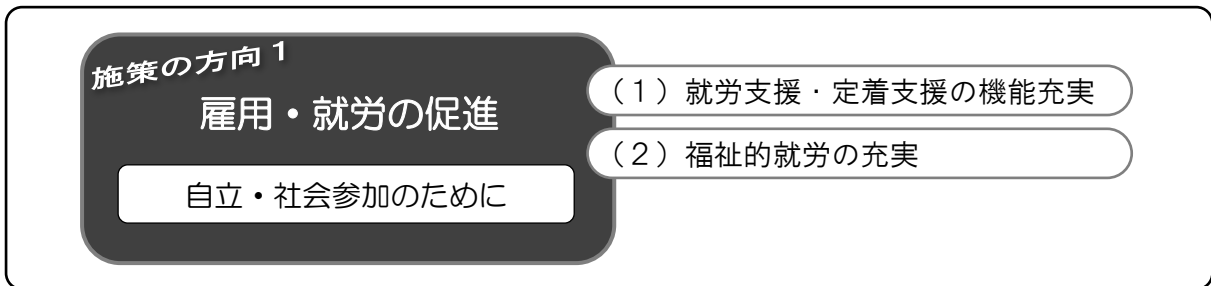 施策の方向１
雇用・就労の促進
自立・社会参加のために
（１）就労支援・定着支援の機能充実
（２）福祉的就労の充実